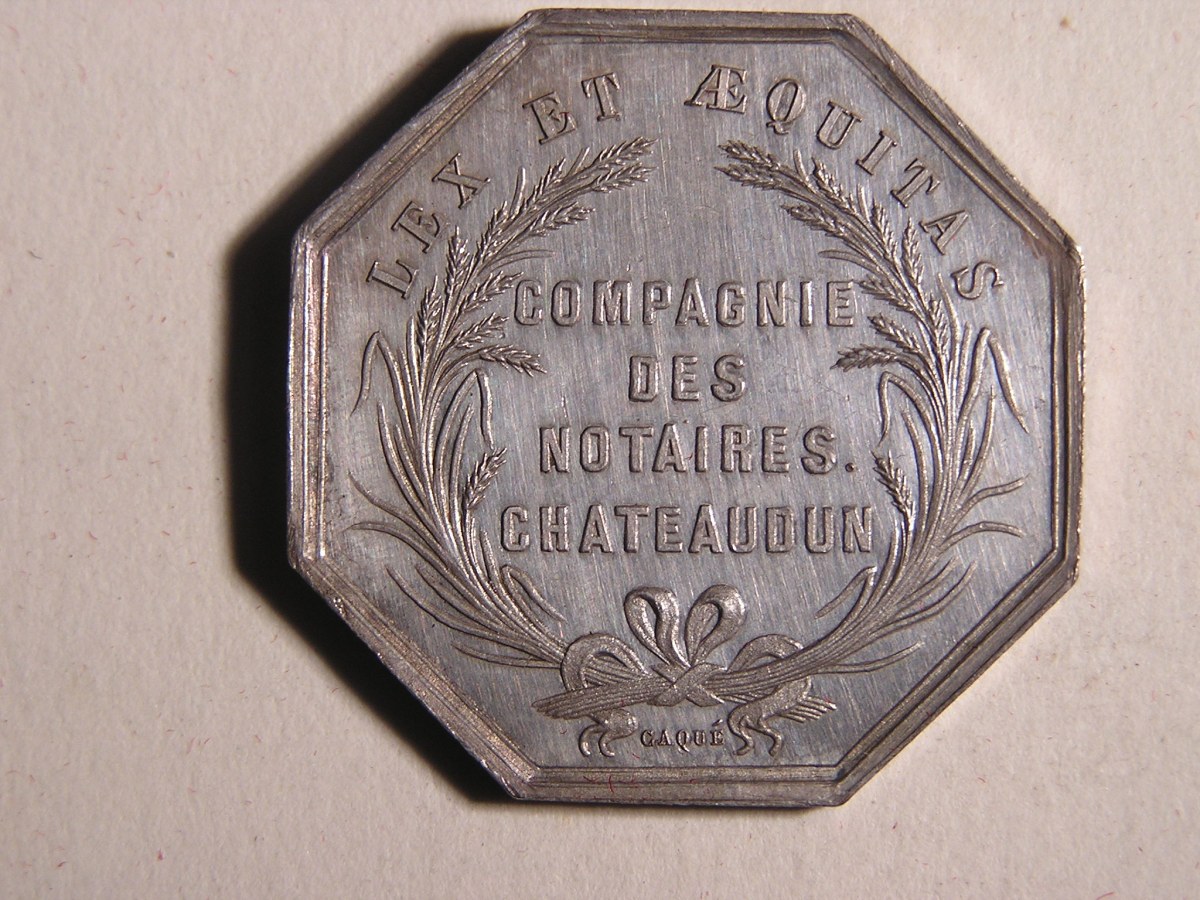 LEX ET ÆQUITAS
COMPAGNIE
DES
NOTAIRES.
CHATEAUDUN
GAQUÉ